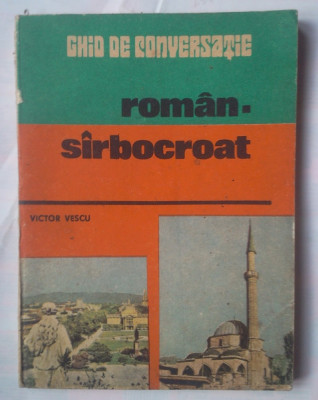 GHID DE CONVERSAŢIE
român-
sîrbocroat
VICTOR VESCU